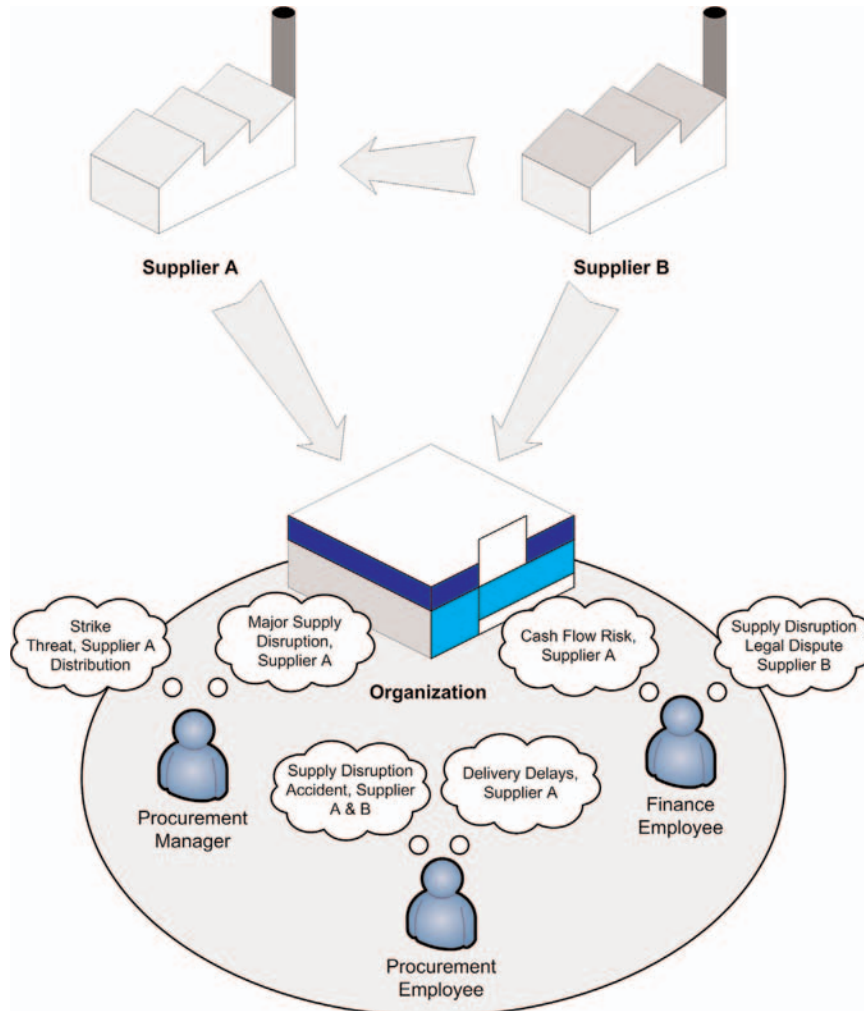 Supplier A
Supplier B
Strike
Threat, Supplier A
Distribution
Major Supply
Disruption,
Supplier A
Cash Flow Risk,
Supplier A
Supply Disruption
Legal Dispute
Supplier B
Organization
Supply Disruption
Accident, Supplier
A & B
Delivery Delays,
Supplier A
Procurement
Manager
Finance
Employee
Procurement
Employee